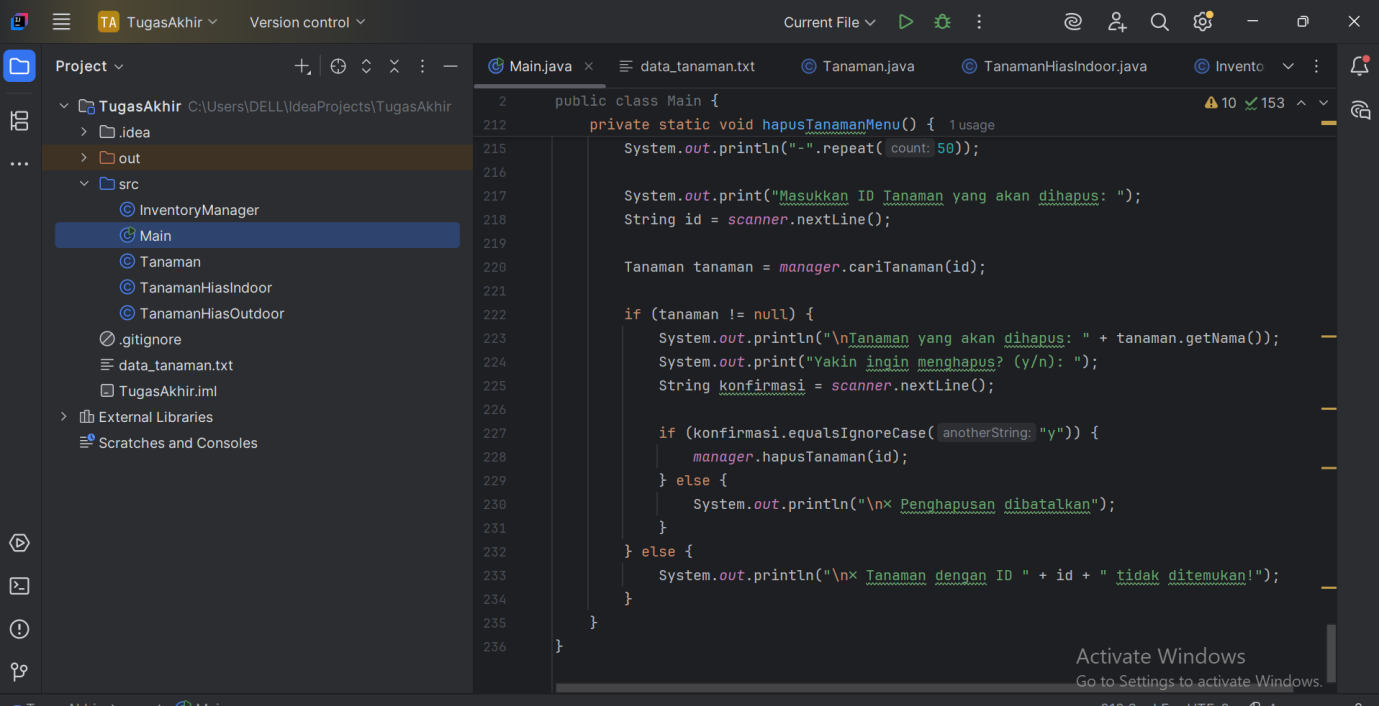 TA TugasAkhir Version control Current File
Project
Main.java data_tanaman.txt Tanaman.java TanamanHiasIndoor.java Invento
TugasAkhir C:\Users\DELL\IdeaProjects\TugasAkhir
.idea
out
src
InventoryManager
Main
Tanaman
TanamanHiasIndoor
TanamanHiasOutdoor
.gitignore
data_tanaman.txt
TugasAkhir.iml
External Libraries
Scratches and Consoles
10 153
2 public class Main {
212 private static void hapusTanamanMenu() { 1 usage
215 System.out.println("-".repeat( count: 50));
216
217 System.out.print("Masukkan ID Tanaman yang akan dihapus: ");
218 String id = scanner.nextLine();
219
220 Tanaman tanaman = manager.cariTanaman(id);
221
222 if (tanaman != null) {
223 System.out.println("\nTanaman yang akan dihapus: " + tanaman.getNama());
224 System.out.print("Yakin ingin menghapus? (y/n): ");
225 String konfirmasi = scanner.nextLine();
226
227 if (konfirmasi.equalsIgnoreCase( anotherString: "y")) {
228 manager.hapusTanaman(id);
229 } else {
230 System.out.println("\n× Penghapusan dibatalkan");
231 }
232 } else {
233 System.out.println("\n× Tanaman dengan ID " + id + " tidak ditemukan!");
234 }
235 }
236 }
Activate Windows
Go to Settings to activate Windows.